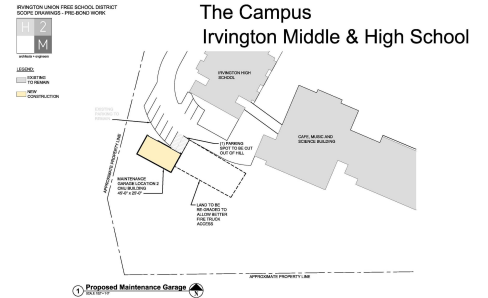 IRVINGTON UNION FREE SCHOOL DISTRICT
SCOPE DRAWINGS - PRE-BOND WORK
H 2
M
architects + engineers
The Campus
Irvington Middle & High School
LEGEND:
EXISTING
TO REMAIN
NEW
CONSTRUCTION
IRVINGTON HIGH
SCHOOL
CAFE, MUSIC AND
SCIENCE BUILDING
(1) PARKING
SPOT TO BE CUT
OUT OF HILL
APPROXIMATE PROPERTY LINE
MAINTENANCE
GARAGE LOCATION 2
CMU BUILDING
LAND TO BE
RE-GRADED TO
ALLOW BETTER
FIRE TRUCK
ACCESS
APPROXIMATE PROPERTY LINE
1 Proposed Maintenance Garage